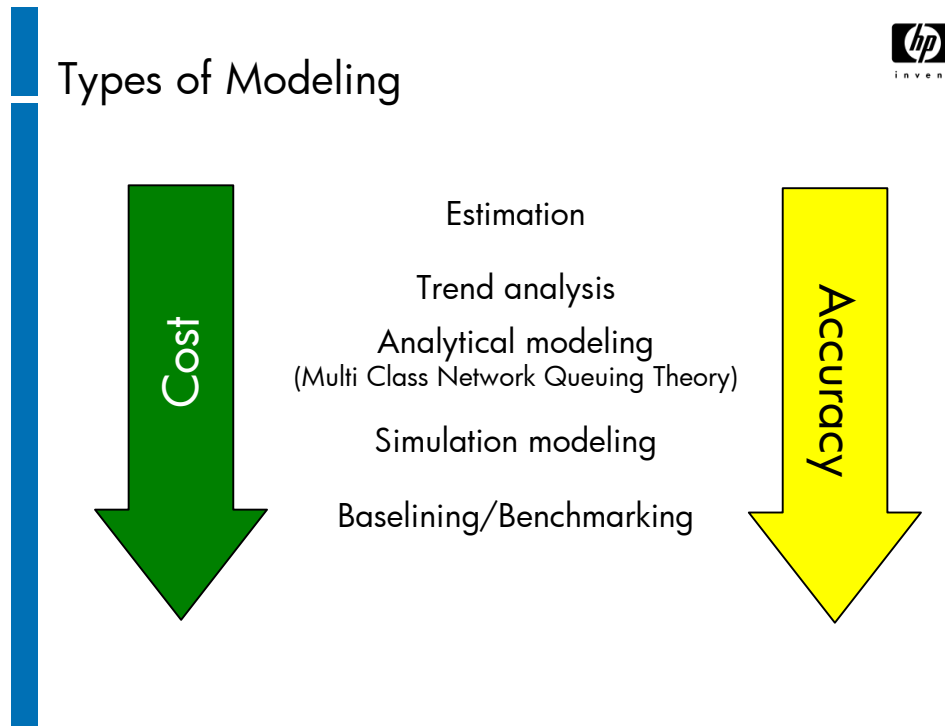 Types of Modeling
hp
inven
Estimation
Trend analysis
Analytical modeling
(Multi Class Network Queuing Theory)
Simulation modeling
Baselining/Benchmarking
Cost
Accuracy